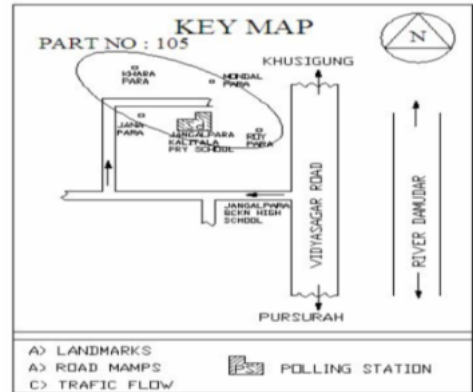 KEY MAP
PART NO : 105
N
KHUSIGUNG
KHARA
PARA
MONDAL
PARA
JANA
PARA
JANGALPARA
KALITALA
PRY SCHOOL
ROY
PARA
JANGALPARA
BCKN HIGH
SCHOOL
VIDYASAGAR ROAD
RIVER DAMUDAR
PURSURAH
A> LANDMARKS
A> ROAD MAMPS
C> TRAFIC FLOW
PS
POLLING STATION